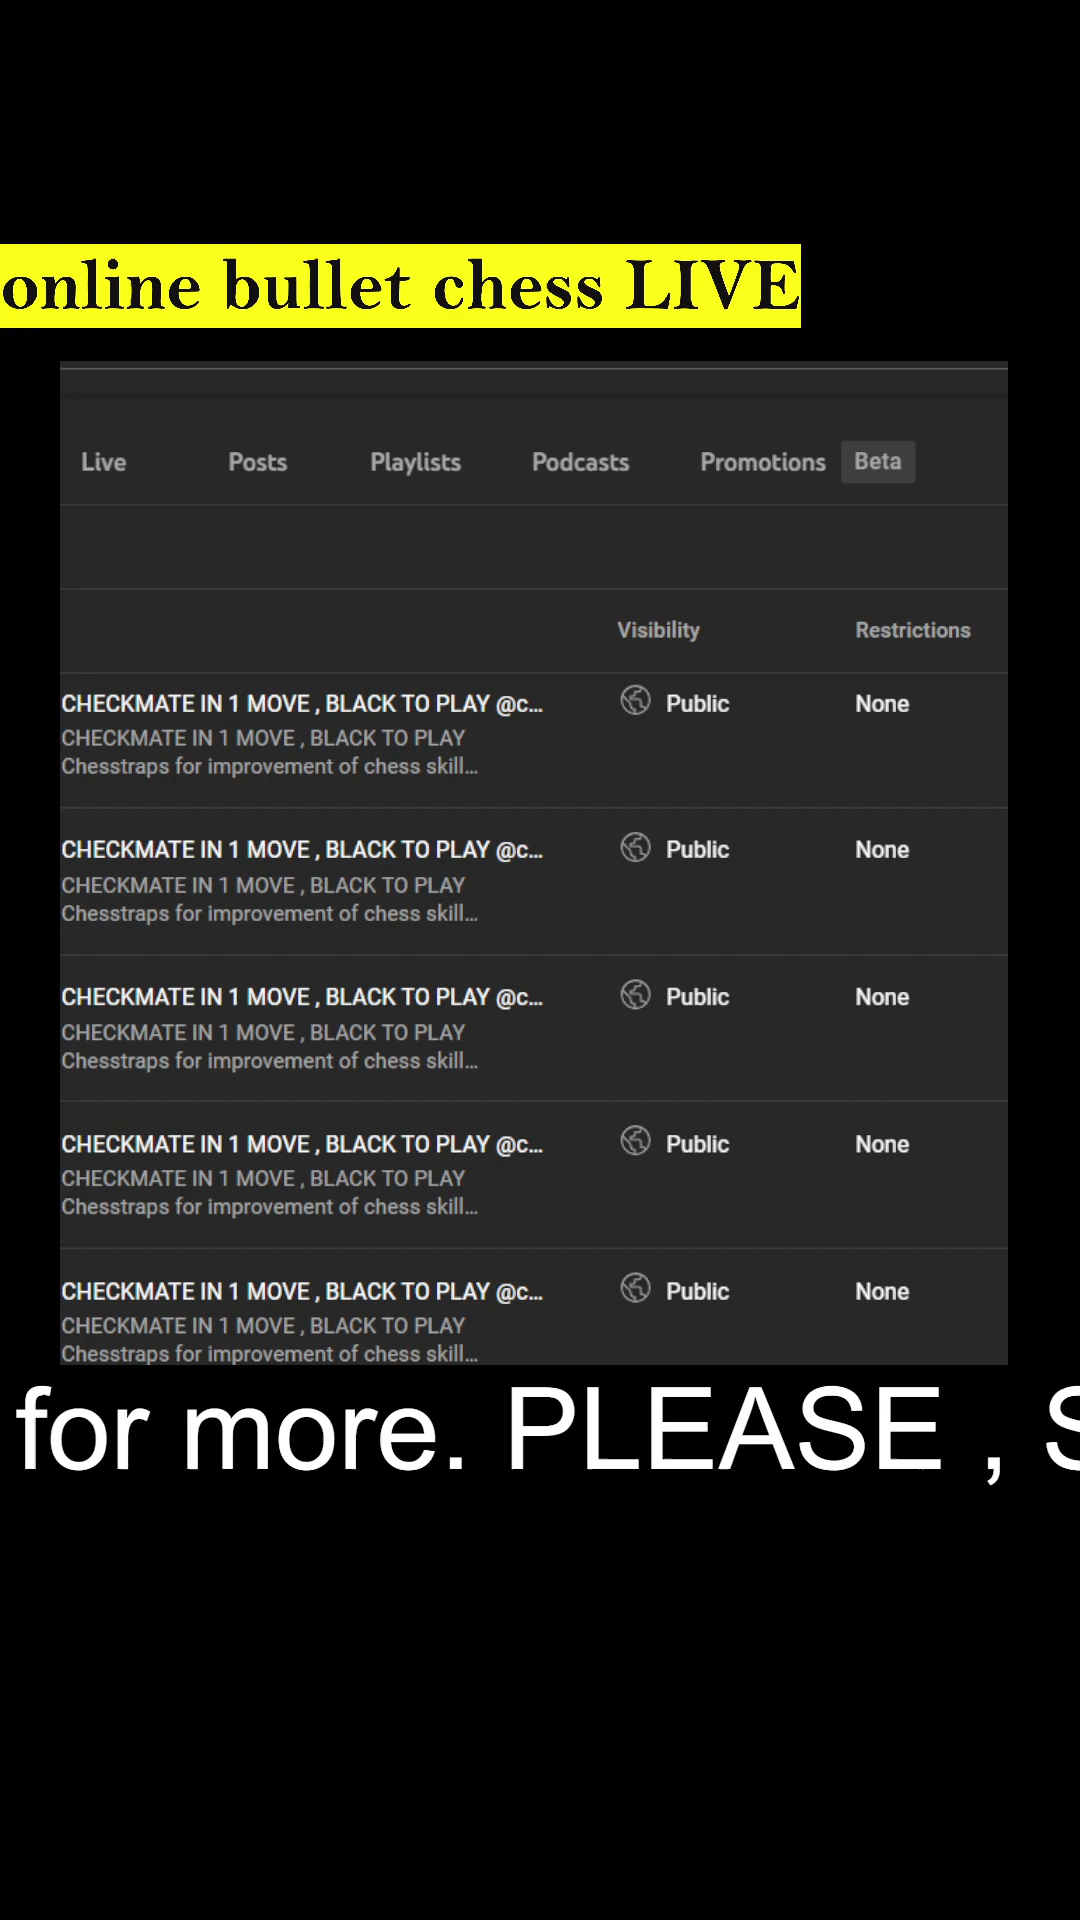 online bullet chess LIVE
Live Posts Playlists Podcasts Promotions Beta
Visibility Restrictions
CHECKMATE IN 1 MOVE , BLACK TO PLAY @c... Public None
CHECKMATE IN 1 MOVE , BLACK TO PLAY
Chesstraps for improvement of chess skill...
CHECKMATE IN 1 MOVE , BLACK TO PLAY @c... Public None
CHECKMATE IN 1 MOVE , BLACK TO PLAY
Chesstraps for improvement of chess skill...
CHECKMATE IN 1 MOVE , BLACK TO PLAY @c... Public None
CHECKMATE IN 1 MOVE , BLACK TO PLAY
Chesstraps for improvement of chess skill...
CHECKMATE IN 1 MOVE , BLACK TO PLAY @c... Public None
CHECKMATE IN 1 MOVE , BLACK TO PLAY
Chesstraps for improvement of chess skill...
CHECKMATE IN 1 MOVE , BLACK TO PLAY @c... Public None
CHECKMATE IN 1 MOVE , BLACK TO PLAY
Chesstraps for improvement of chess skill...
for more. PLEASE , S